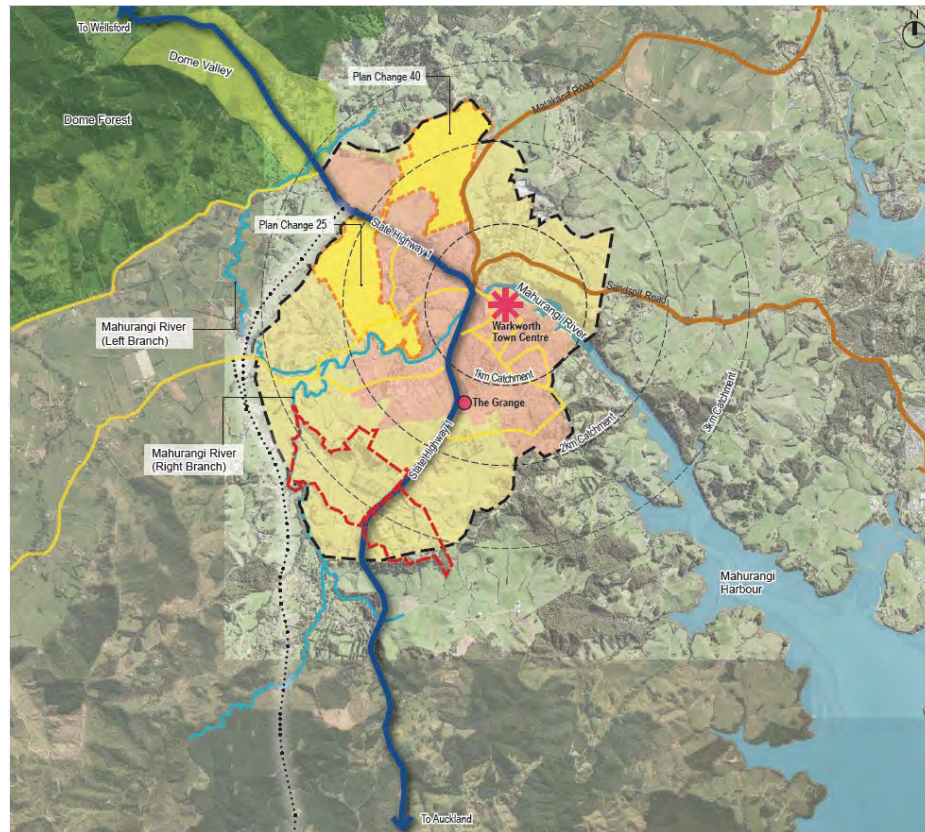 To Wellsford
N
Dome Valley
Plan Change 40
Matakana Road
Dome Forest
Plan Change 25
State Highway 1
Sandspit Road
Mahurangi River
Mahurangi River
(Left Branch)
Warkworth
Town Centre
1km Catchment
3km Catchment
The Grange
2km Catchment
Mahurangi River
(Right Branch)
State Highway 1
Mahurangi
Harbour
To Auckland